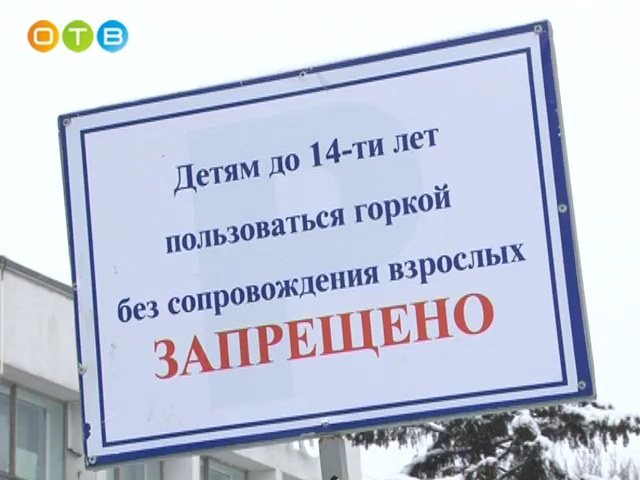 ОТВ
Детям до 14-ти лет
пользоваться горкой
без сопровождения взрослых
ЗАПРЕЩЕНО